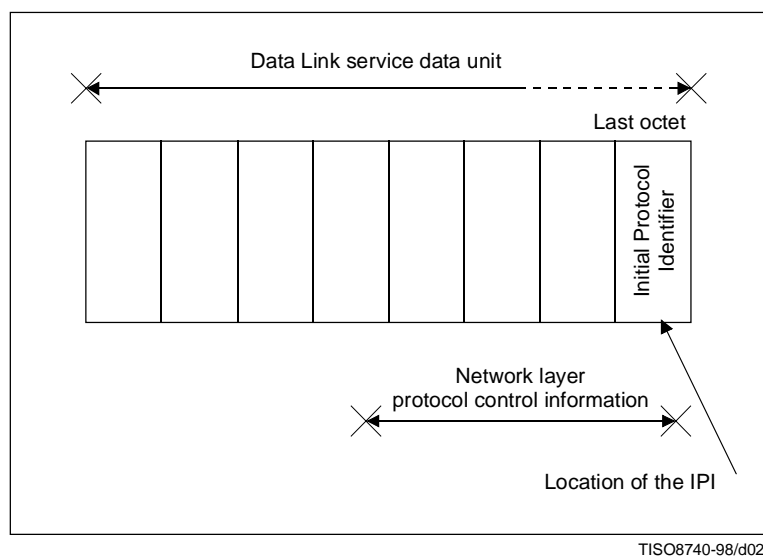 Data Link service data unit
Last octet
Initial Protocol
Identifier
Network layer
protocol control information
Location of the IPI
TISO8740-98/d02